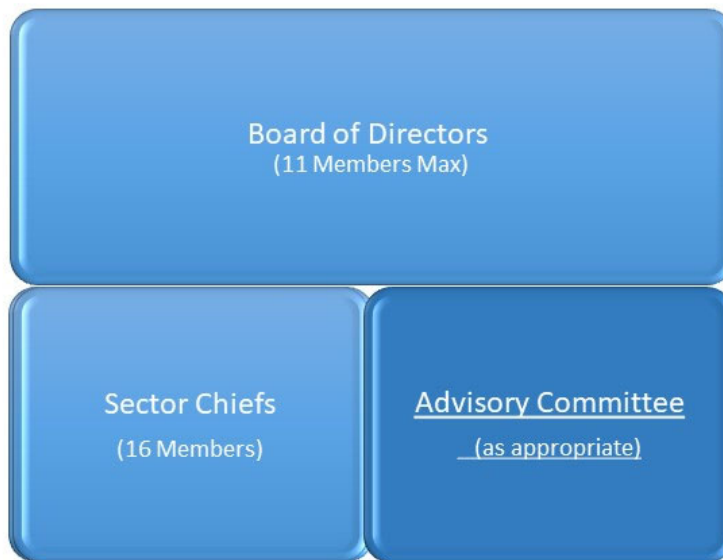 Board of Directors
(11 Members Max)
Sector Chiefs
(16 Members)
Advisory Committee
(as appropriate)